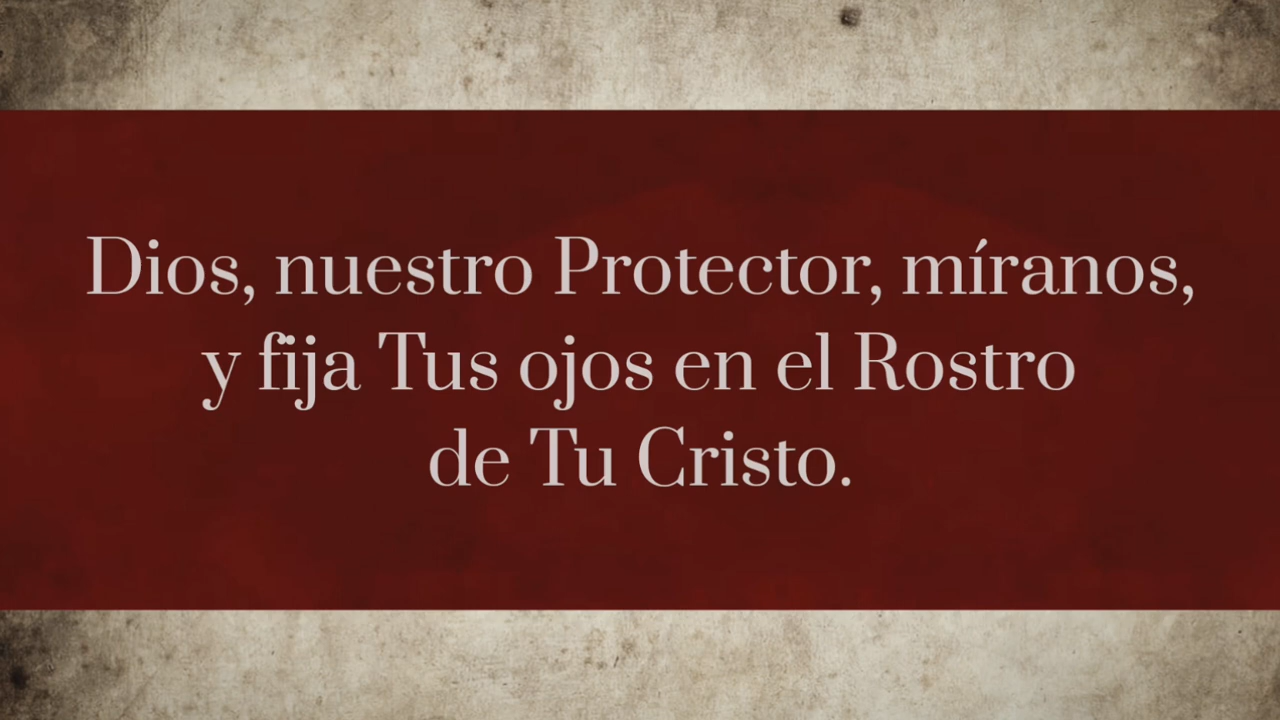 Dios, nuestro Protector, míranos,
y fija Tus ojos en el Rostro
de Tu Cristo.